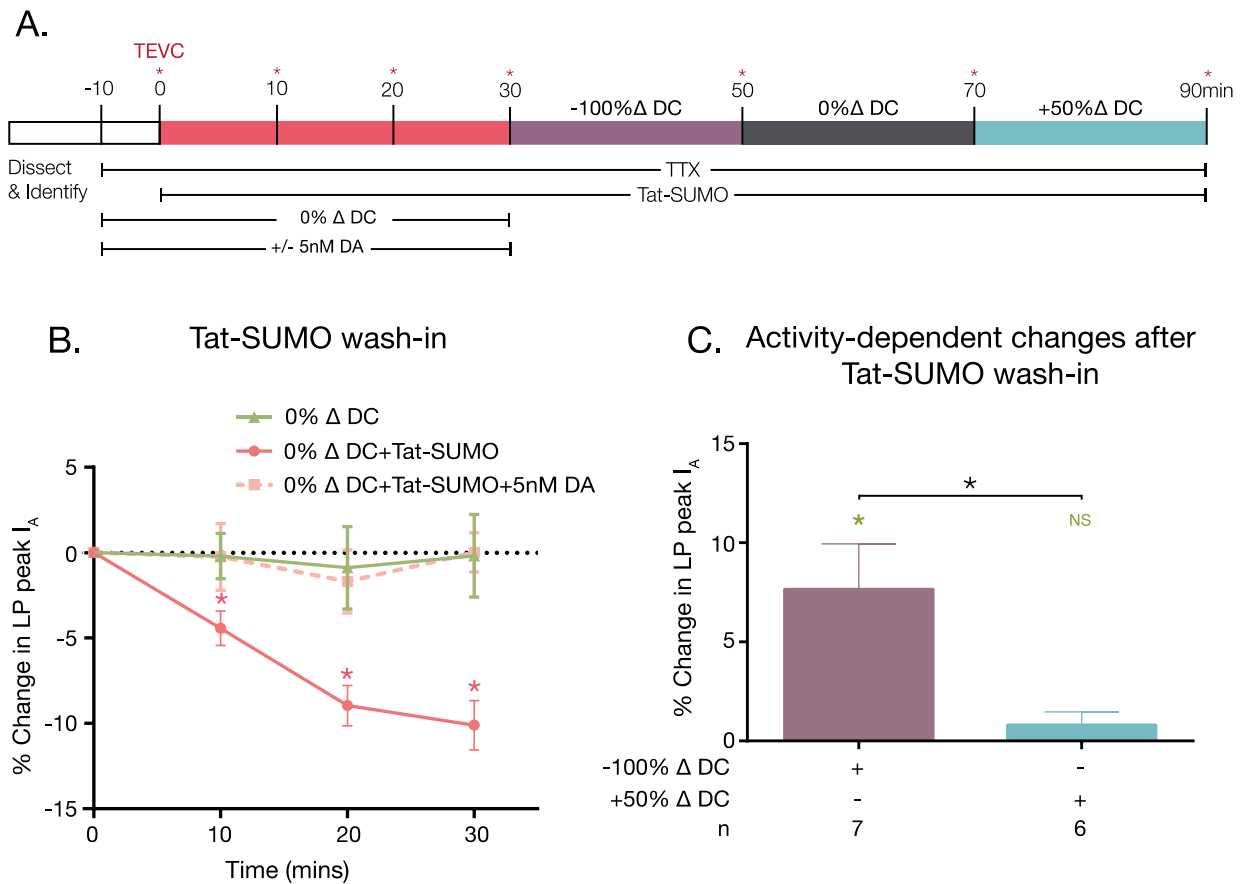 A.
TEVC
* * * * * * *
-10 0 10 20 30 50 70 90min
-100%Δ DC 0%Δ DC +50%Δ DC
Dissect
& Identify
TTX
Tat-SUMO
0% Δ DC
+/- 5nM DA
B. Tat-SUMO wash-in
0% Δ DC
0% Δ DC+Tat-SUMO
0% Δ DC+Tat-SUMO+5nM DA
% Change in LP peak IA
5
0
-5
-10
-15
* * *
0 10 20 30
Time (mins)
C. Activity-dependent changes after
Tat-SUMO wash-in
% Change in LP peak IA
15
10
5
0
*
* NS
-100% Δ DC + -
+50% Δ DC - +
n 7 6